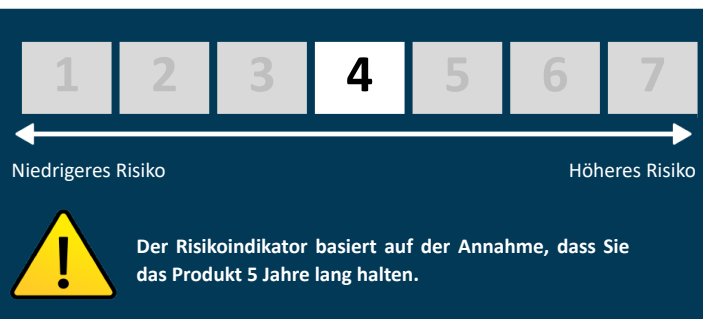 1 2 3 4 5 6 7
Niedrigeres Risiko Höheres Risiko
Der Risikoindikator basiert auf der Annahme, dass Sie
das Produkt 5 Jahre lang halten.